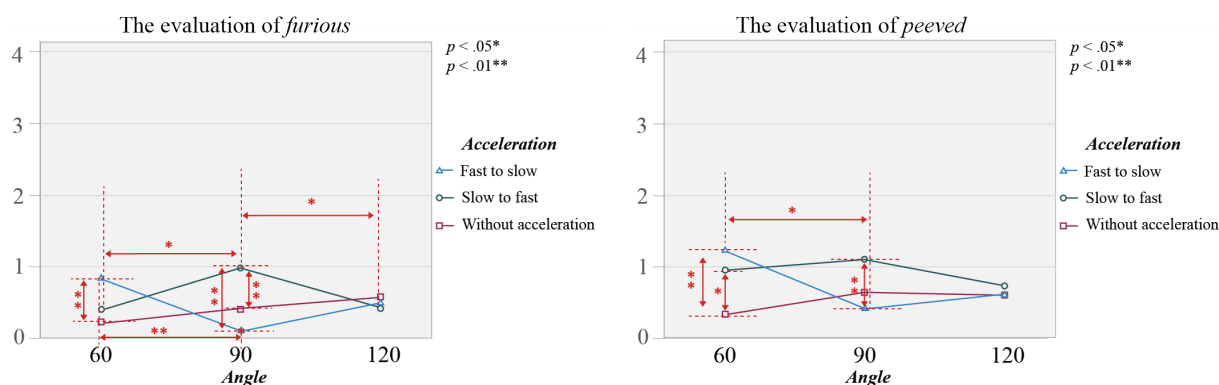 The evaluation of furious
4
3
2
1
0
60
90
120
Angle
p < .05*
p < .01**
Acceleration
Fast to slow
Slow to fast
Without acceleration
*
*
**
**
**
**
The evaluation of peeved
4
3
2
1
0
60
90
120
Angle
p < .05*
p < .01**
Acceleration
Fast to slow
Slow to fast
Without acceleration
*
**
*
**